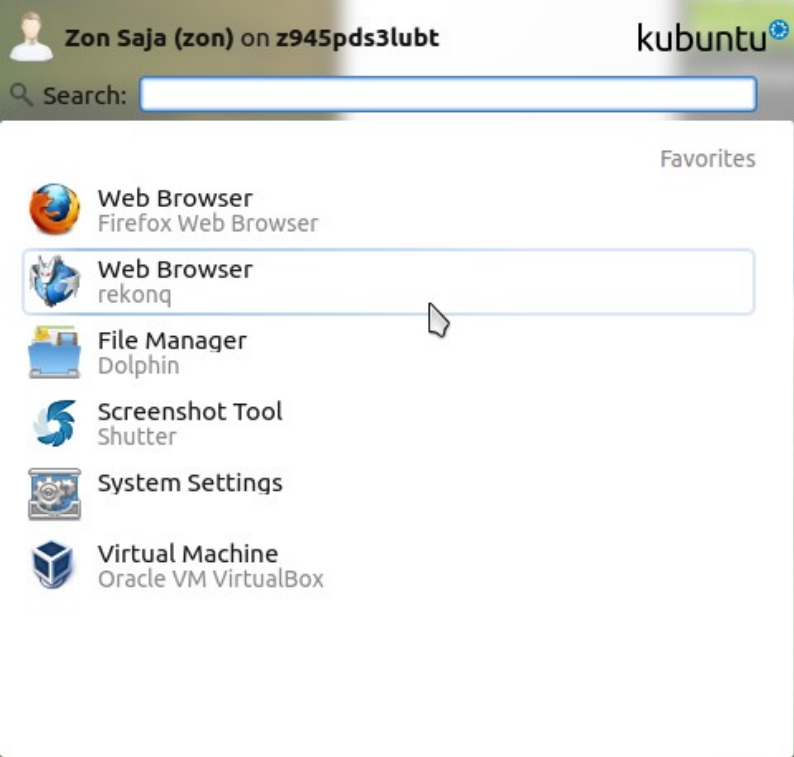 Zon Saja (zon) on z945pds3lubt
kubuntu
Search:
Favorites
Web Browser
Firefox Web Browser
Web Browser
rekonq
File Manager
Dolphin
Screenshot Tool
Shutter
System Settings
Virtual Machine
Oracle VM VirtualBox